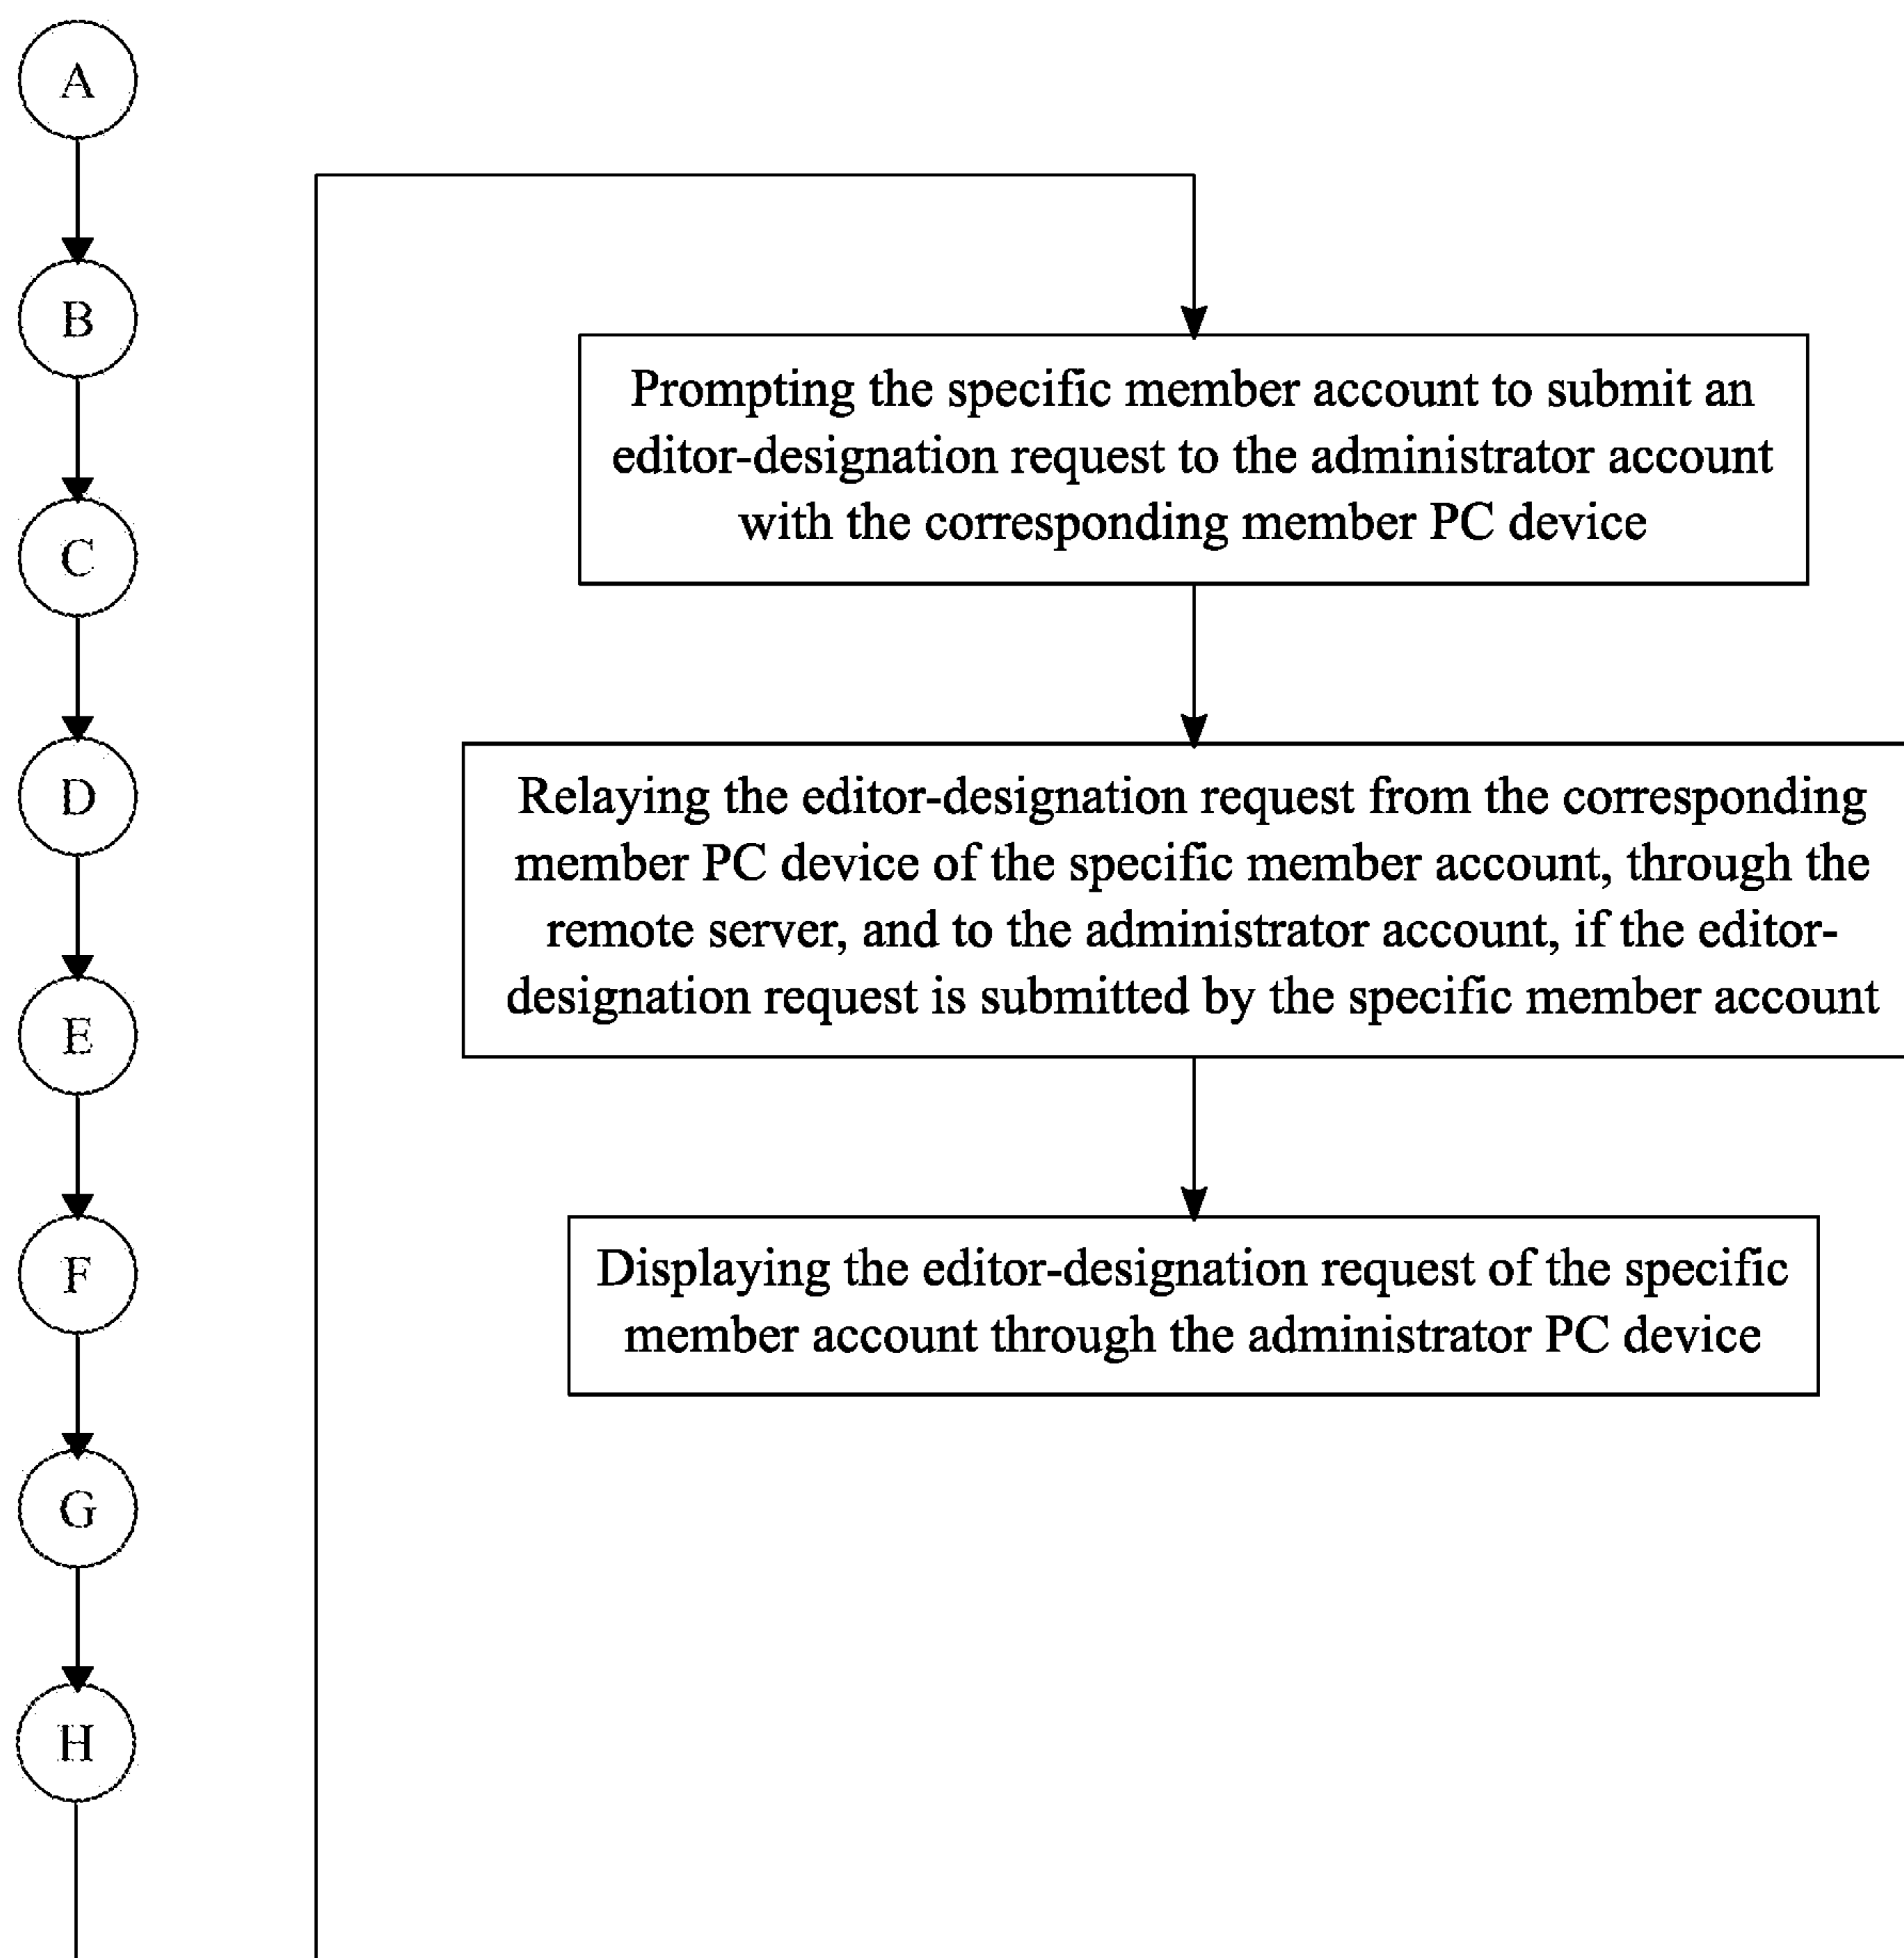 A
B
C
D
E
F
G
H
Prompting the specific member account to submit an
editor-designation request to the administrator account
with the corresponding member PC device
Relaying the editor-designation request from the corresponding
member PC device of the specific member account, through the
remote server, and to the administrator account, if the editor-
designation request is submitted by the specific member account
Displaying the editor-designation request of the specific
member account through the administrator PC device